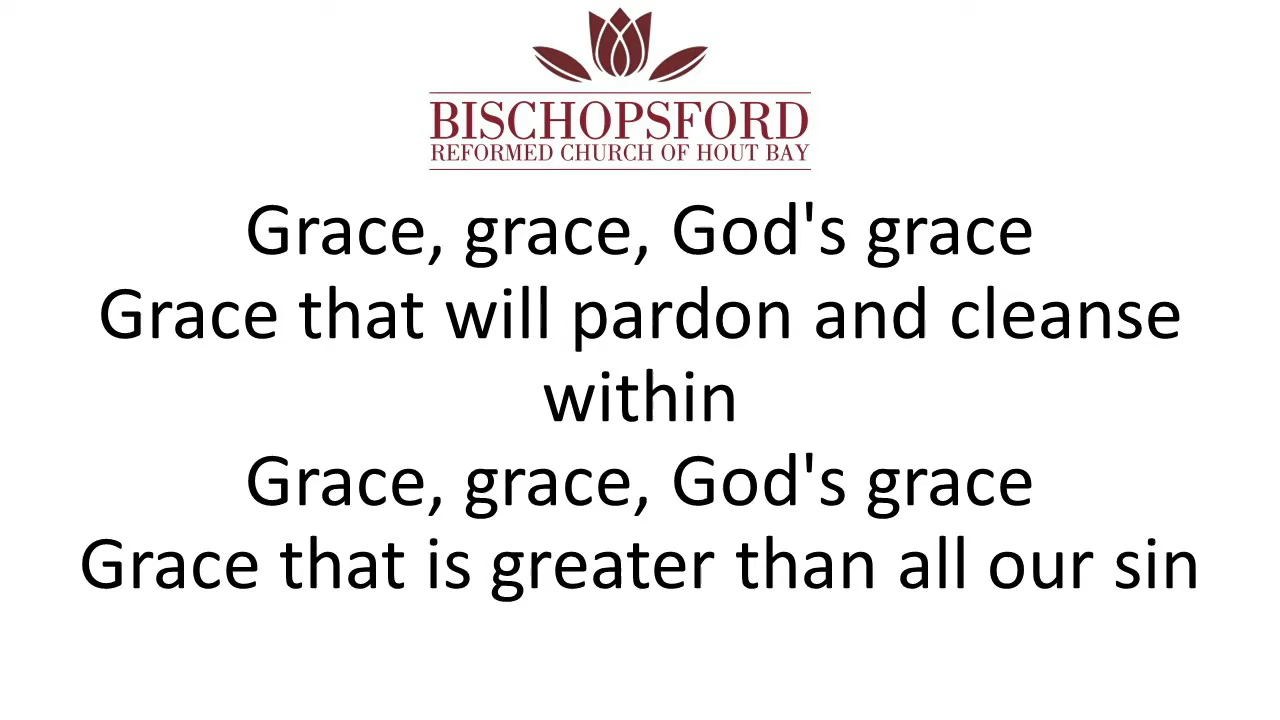 BISCHOPSFORD
REFORMED CHURCH OF HOUT BAY
Grace, grace, God's grace
Grace that will pardon and cleanse
within
Grace, grace, God's grace
Grace that is greater than all our sin